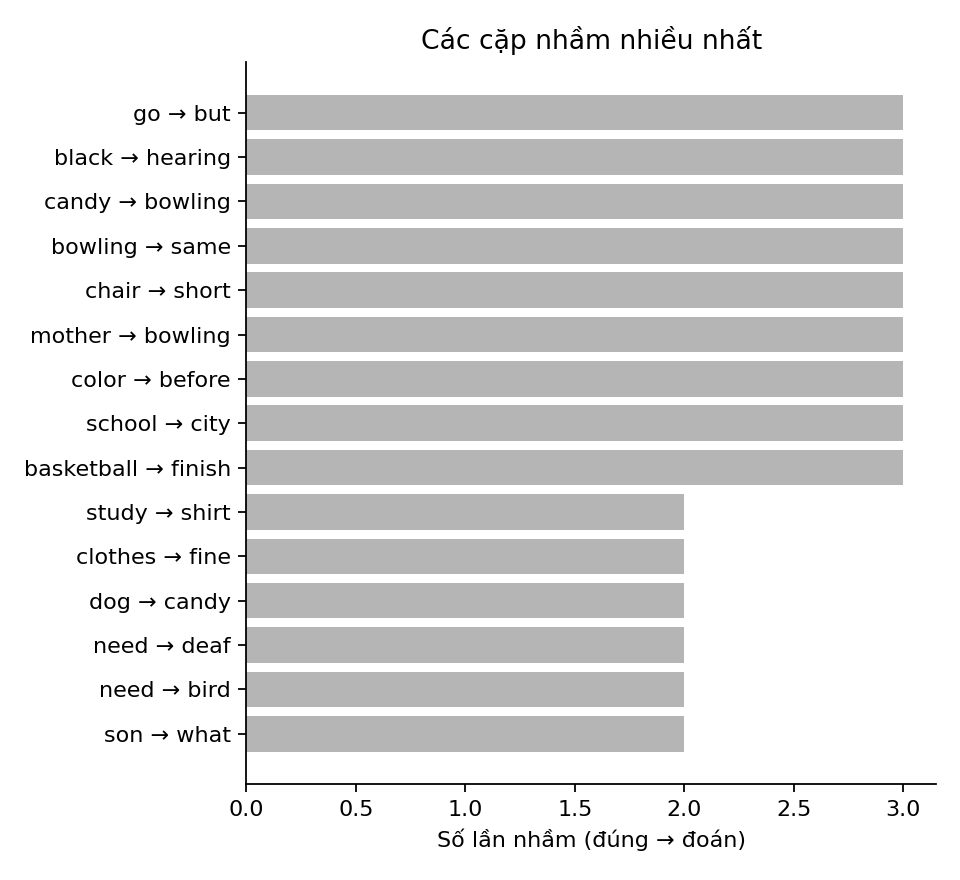 Các cặp nhầm nhiều nhất
go → but
black → hearing
candy → bowling
bowling → same
chair → short
mother → bowling
color → before
school → city
basketball → finish
study → shirt
clothes → fine
dog → candy
need → deaf
need → bird
son → what
0.0 0.5 1.0 1.5 2.0 2.5 3.0
Số lần nhầm (đúng → đoán)